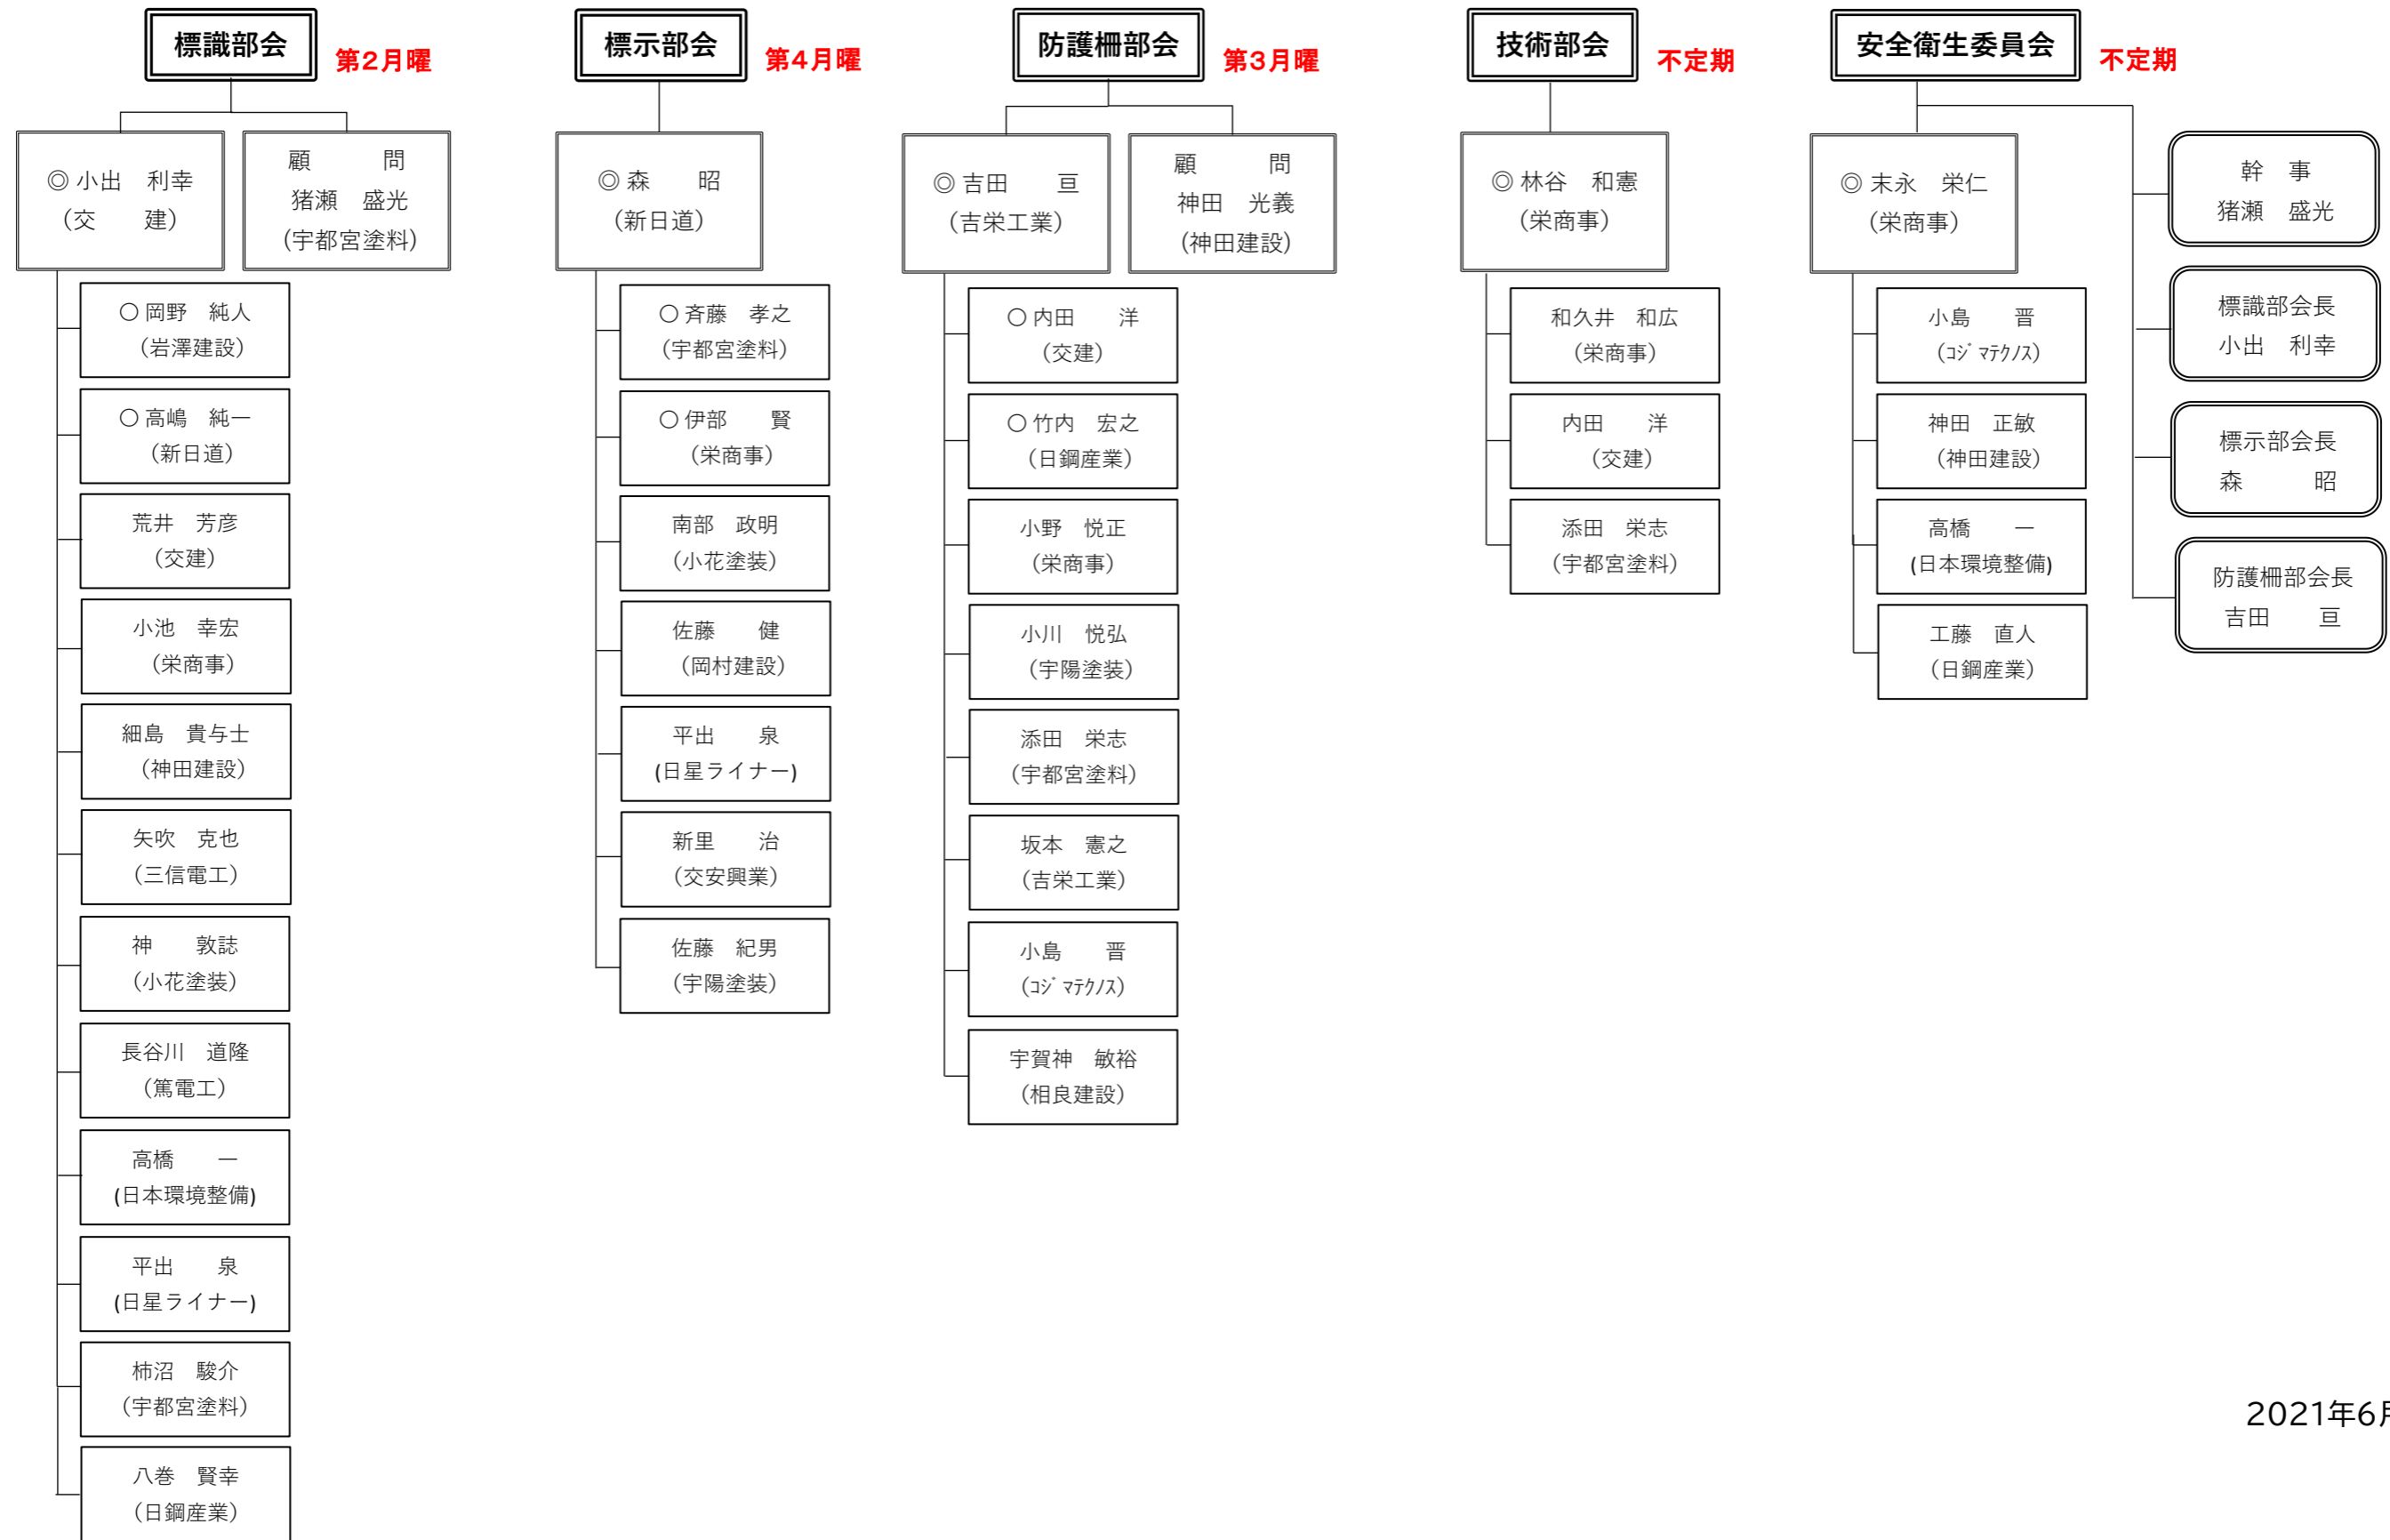 標識部会
第2月曜
◎ 小出　利幸
（交　　建）
顧　　　問
猪瀬　盛光
(宇都宮塗料)
〇 岡野　純人
（岩澤建設）
〇 高嶋　純一
（新日道）
荒井　芳彦
（交建）
小池　幸宏
（栄商事）
細島　貴与士
（神田建設）
矢吹　克也
（三信電工）
神　　敦誌
（小花塗装）
長谷川　道隆
（篤電工）
高橋　　一
(日本環境整備)
平出　　泉
(日星ライナー)
柿沼　駿介
（宇都宮塗料）
八巻　賢幸
（日鋼産業）
標示部会
第4月曜
◎ 森　　昭
（新日道）
〇 斉藤　孝之
（宇都宮塗料）
〇 伊部　　賢
（栄商事）
南部　政明
（小花塗装）
佐藤　　健
（岡村建設）
平出　　泉
(日星ライナー)
新里　　治
（交安興業）
佐藤　紀男
（宇陽塗装）
防護柵部会
第3月曜
◎ 吉田　　亘
（吉栄工業）
顧　　　問
神田　光義
(神田建設)
〇 内田　　洋
（交建）
〇 竹内　宏之
（日鋼産業）
小野　悦正
（栄商事）
小川　悦弘
（宇陽塗装）
添田　栄志
（宇都宮塗料）
坂本　憲之
（吉栄工業）
小島　　晋
（ｺｼﾞﾏﾃｸﾉｽ）
宇賀神　敏裕
（相良建設）
技術部会
不定期
◎ 林谷　和憲
（栄商事）
和久井　和広
（栄商事）
内田　　洋
（交建）
添田　栄志
（宇都宮塗料）
安全衛生委員会
不定期
◎ 末永　栄仁
（栄商事）
小島　　晋
（ｺｼﾞﾏﾃｸﾉｽ）
神田　正敏
（神田建設）
高橋　　一
(日本環境整備)
工藤　直人
（日鋼産業）
幹　事
猪瀬　盛光
標識部会長
小出　利幸
標示部会長
森　　　昭
防護柵部会長
吉田　　亘
2021年6月